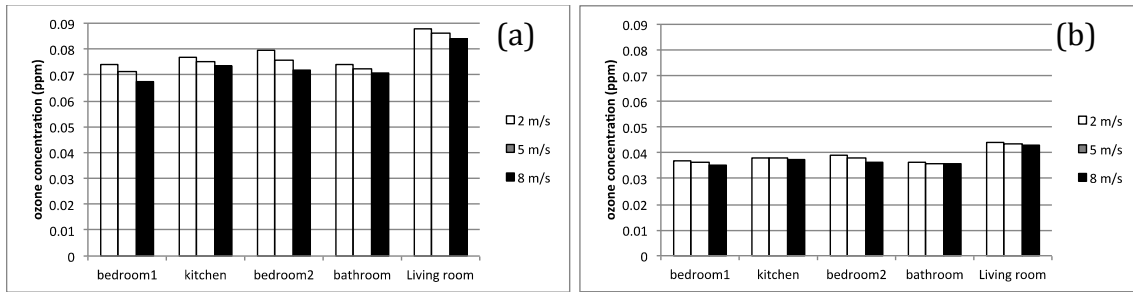 (a)
ozone concentration (ppm)
0.09
0.08
0.07
0.06
0.05
0.04
0.03
0.02
0.01
0
bedroom1 kitchen bedroom2 bathroom Living room
2 m/s
5 m/s
8 m/s
(b)
ozone concentration (ppm)
0.09
0.08
0.07
0.06
0.05
0.04
0.03
0.02
0.01
0
bedroom1 kitchen bedroom2 bathroom Living room
2 m/s
5 m/s
8 m/s